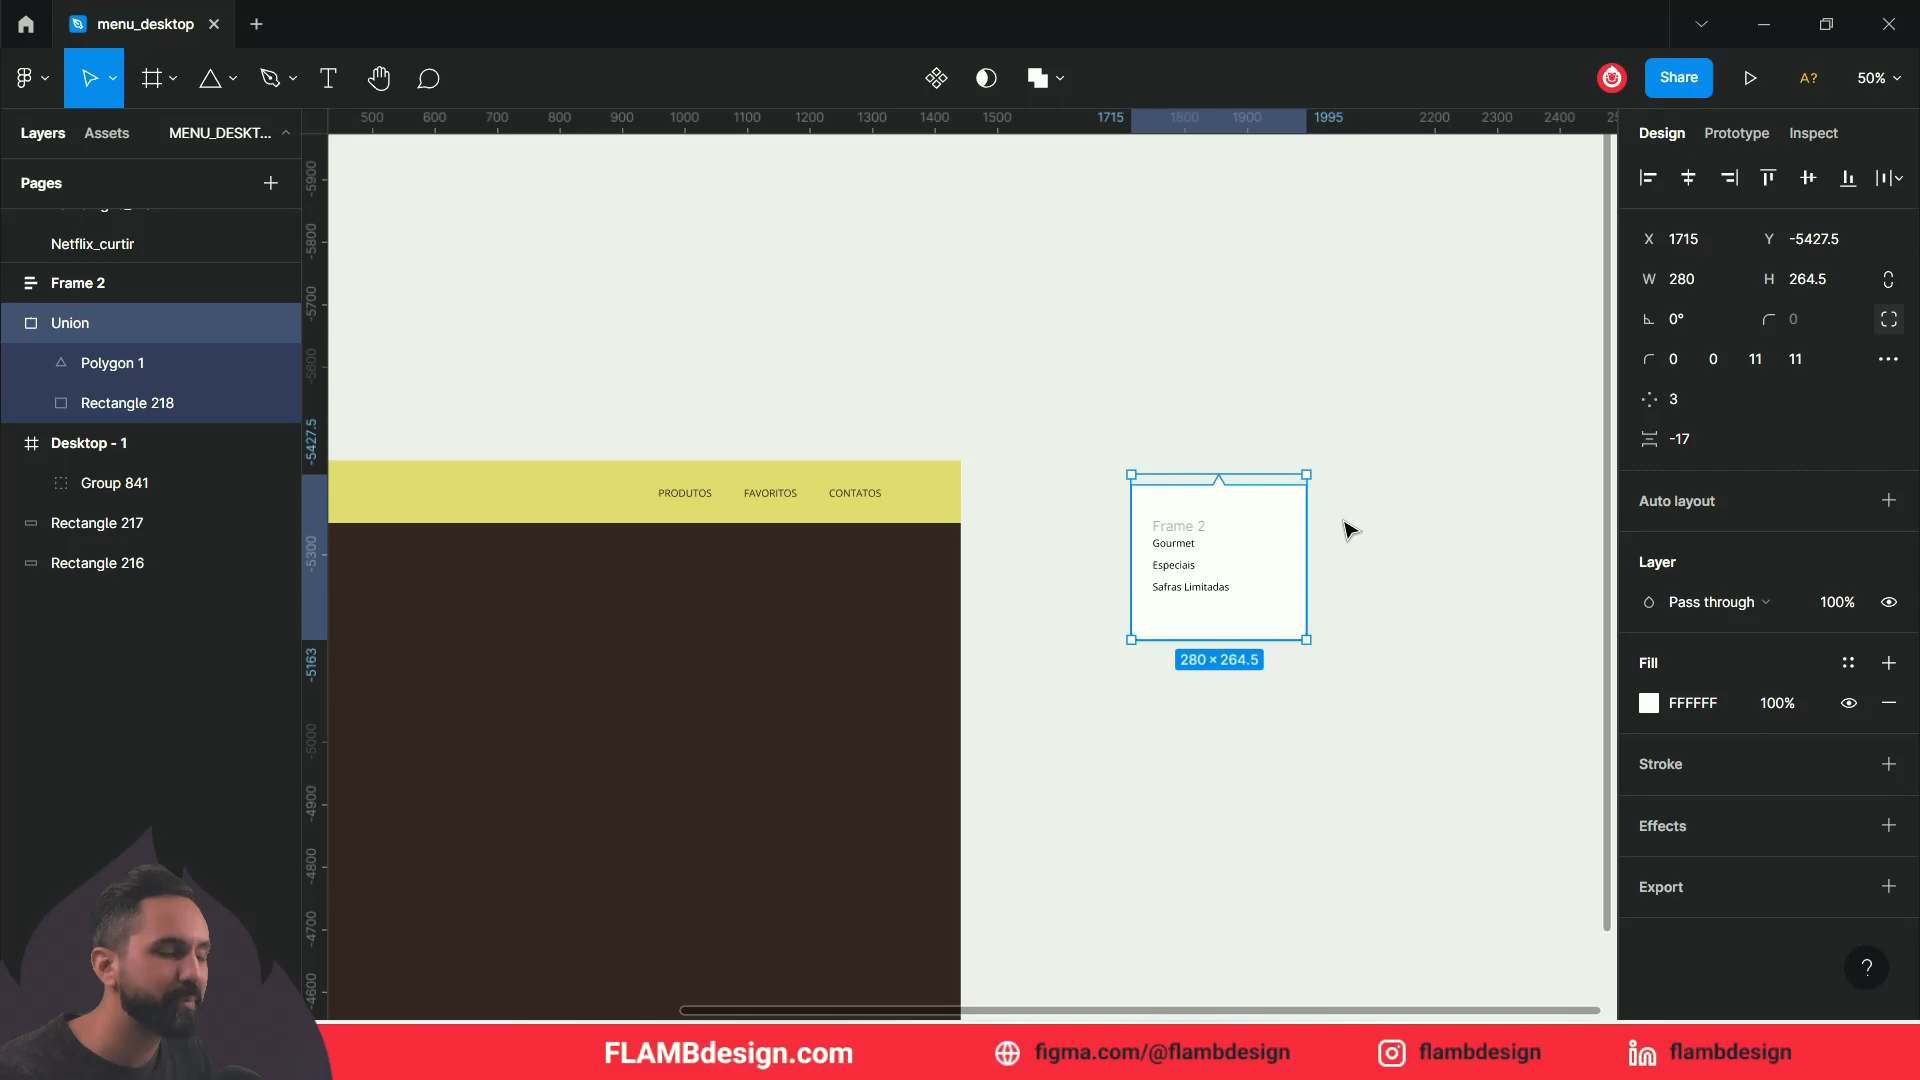 menu_desktop
Share
A?
50%
Layers
Assets
MENU_DESKT...
Pages
Netflix_curtir
Frame 2
Union
Polygon 1
Rectangle 218
Desktop - 1
Group 841
Rectangle 217
Rectangle 216
500 600 700 800 900 1000 1100 1200 1300 1400 1500 1715 1800 1900 1995 2200 2300 2400
-5900
-5800
-5700
-5600
-5427.5
-5300
-5163
-5000
-4900
-4800
-4700
-4600
PRODUTOS FAVORITOS CONTATOS
Frame 2
Gourmet
Especiais
Safras Limitadas
280 × 264.5
Design Prototype Inspect
X 1715 Y -5427.5
W 280 H 264.5
0° 0
0 0 11 11
3
-17
Auto layout
Layer
Pass through 100%
Fill
FFFFFF 100%
Stroke
Effects
Export
?
FLAMBdesign.com
figma.com/@flambdesign
flambdesign
in flambdesign